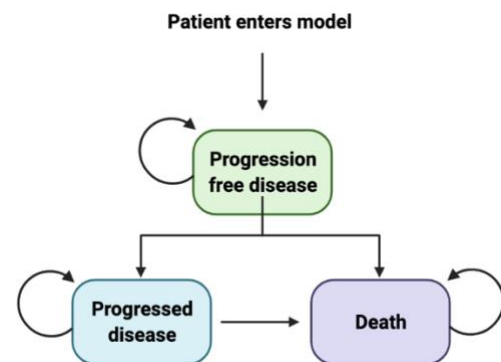 Patient enters model
Progression
free disease
Progressed
disease
Death